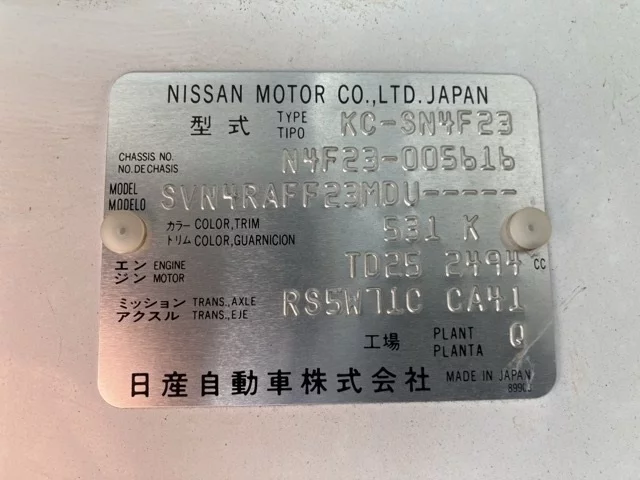 NISSAN MOTOR CO.,LTD. JAPAN
型式 TYPE TIPO KC-SN4F23
CHASSIS NO. NO. DE CHASIS N4F23-005616
MODEL MODELO SVN4RAFF23MDU-----
カラー COLOR,TRIM トリム COLOR,GUARNICION 531 K
エンジン ENGINE MOTOR TD25 2494 CC
ミッション TRANS.,AXLE アクスル TRANS.,EJE RS5W71C CA41
工場 PLANT PLANTA Q
日産自動車株式会社 MADE IN JAPAN